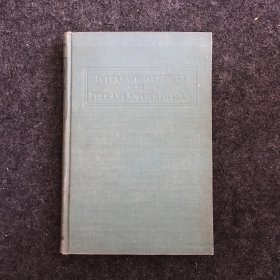 INTERNATIONAL SERIES
IN
PURE AND APPLIED PHYSICS